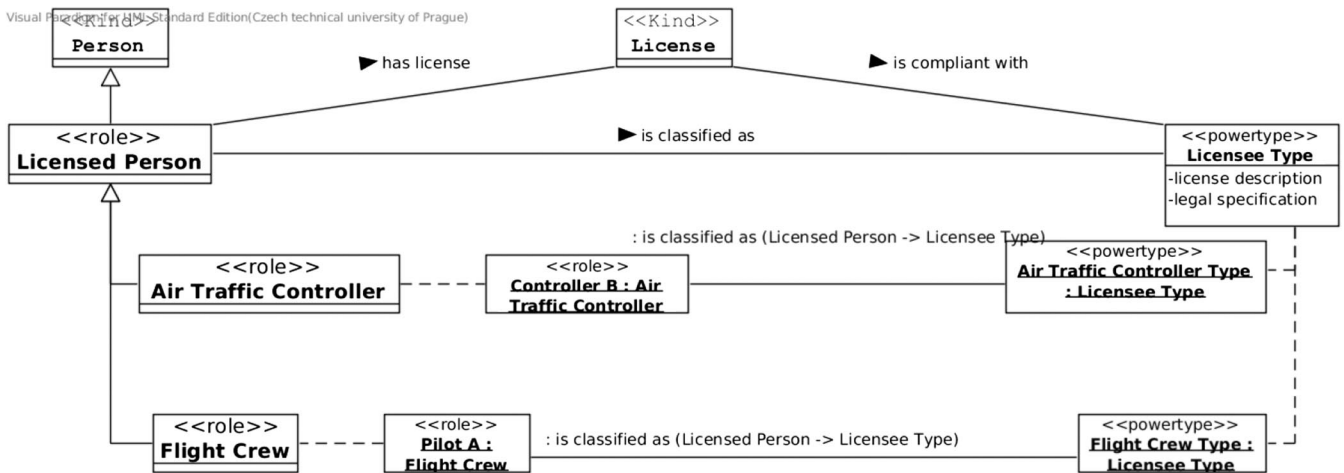 Visual Paradigm for UML Standard Edition(Czech technical university of Prague)
<<Kind>>
Person
<<Kind>>
License
► has license
► is compliant with
<<role>>
Licensed Person
► is classified as
<<powertype>>
Licensee Type
-license description
-legal specification
: is classified as (Licensed Person -> Licensee Type)
<<role>>
Air Traffic Controller
<<role>>
Controller B : Air
Traffic Controller
<<powertype>>
Air Traffic Controller Type
: Licensee Type
<<role>>
Flight Crew
<<role>>
Pilot A :
Flight Crew
: is classified as (Licensed Person -> Licensee Type)
<<powertype>>
Flight Crew Type :
Licensee Type